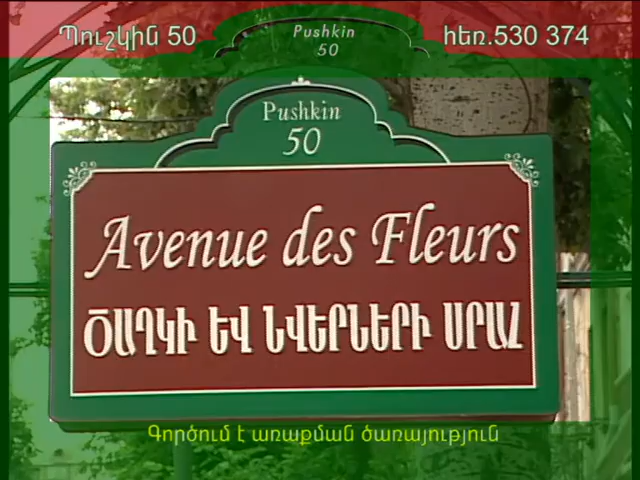 Պուշկին 50
Pushkin
50
հեռ.530 374
Pushkin
50
Avenue des Fleurs
ԾԱՂԿԻ ԵՎ ՆՎԵՐՆԵՐԻ ՍՐԱՀ
Գործում է առաքման ծառայություն